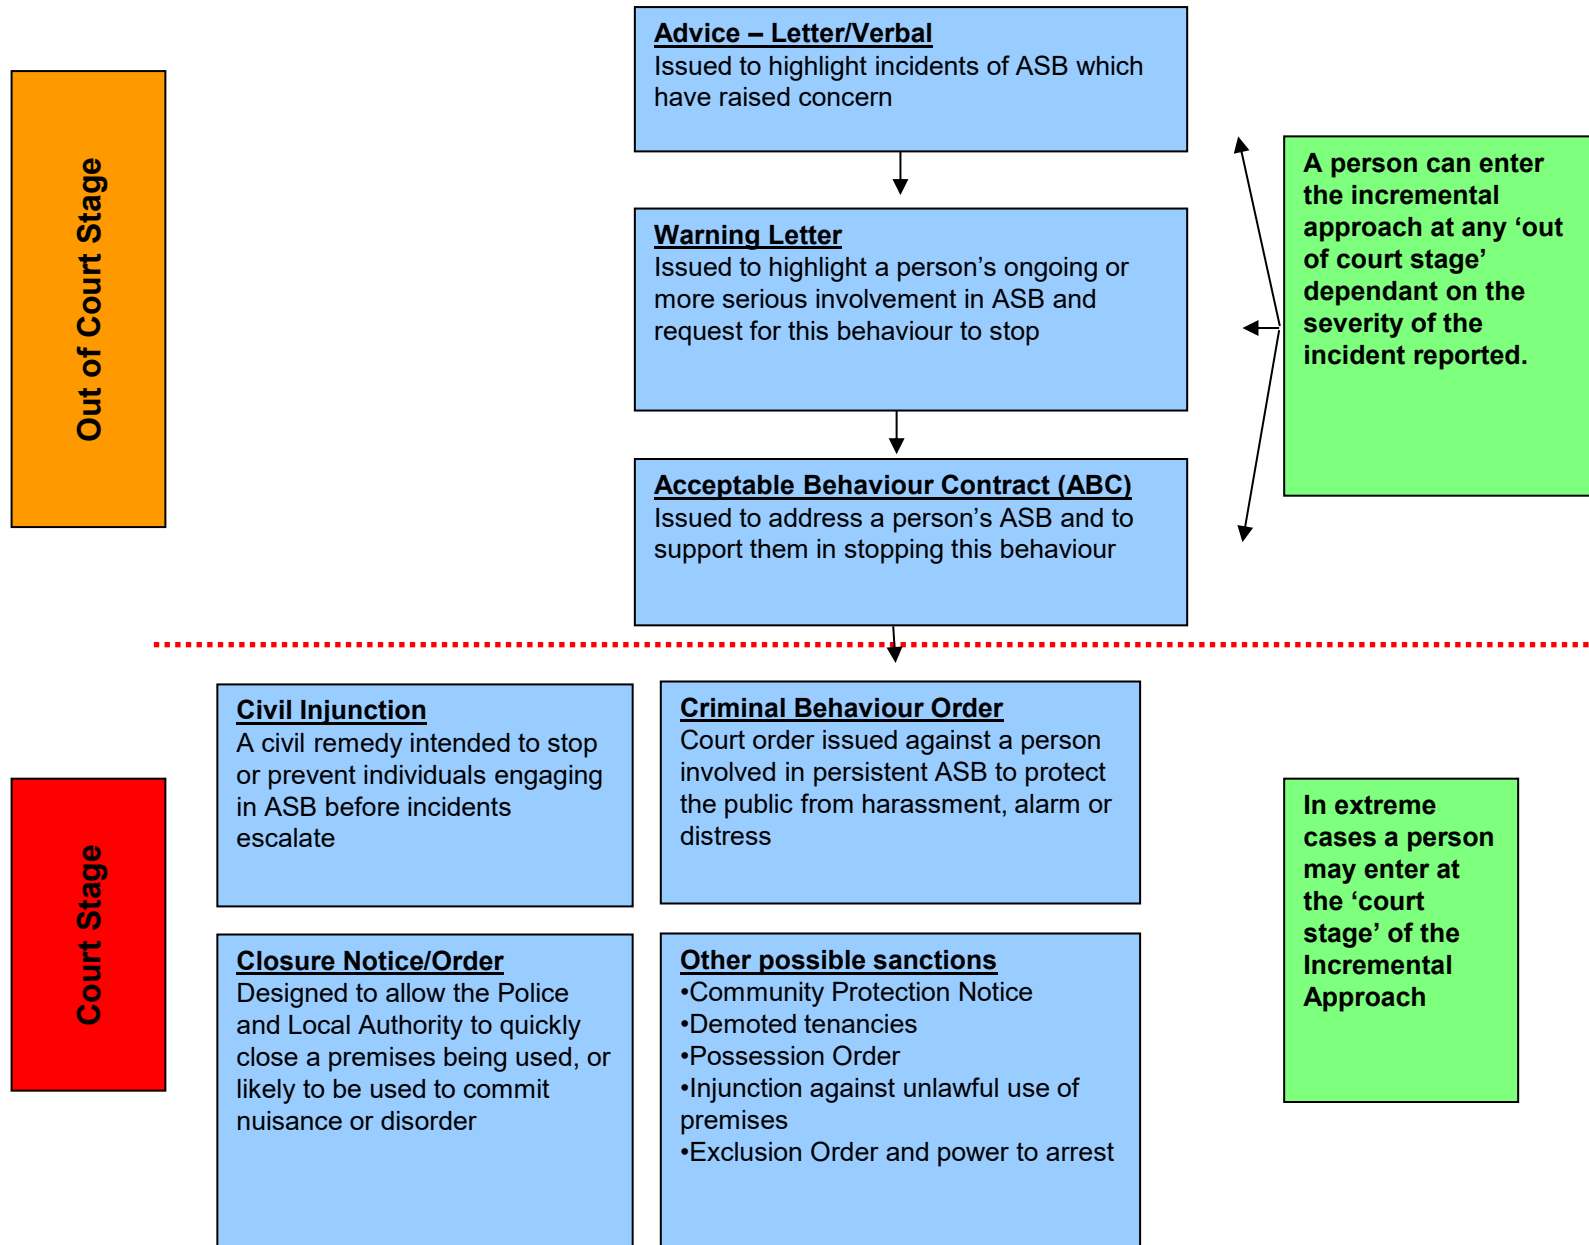 Out of Court Stage
Advice – Letter/Verbal
Issued to highlight incidents of ASB which
have raised concern
Warning Letter
Issued to highlight a person’s ongoing or
more serious involvement in ASB and
request for this behaviour to stop
Acceptable Behaviour Contract (ABC)
Issued to address a person’s ASB and to
support them in stopping this behaviour
A person can enter
the incremental
approach at any ‘out
of court stage’
dependant on the
severity of the
incident reported.
Court Stage
Civil Injunction
A civil remedy intended to stop
or prevent individuals engaging
in ASB before incidents
escalate
Criminal Behaviour Order
Court order issued against a person
involved in persistent ASB to protect
the public from harassment, alarm or
distress
Closure Notice/Order
Designed to allow the Police
and Local Authority to quickly
close a premises being used, or
likely to be used to commit
nuisance or disorder
Other possible sanctions
•Community Protection Notice
•Demoted tenancies
•Possession Order
•Injunction against unlawful use of
premises
•Exclusion Order and power to arrest
In extreme
cases a person
may enter at
the ‘court
stage’ of the
Incremental
Approach